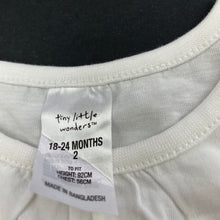 tiny little
wonders™
18-24 MONTHS
2
TO FIT
HEIGHT: 92CM
CHEST: 56CM
MADE IN BANGLADESH